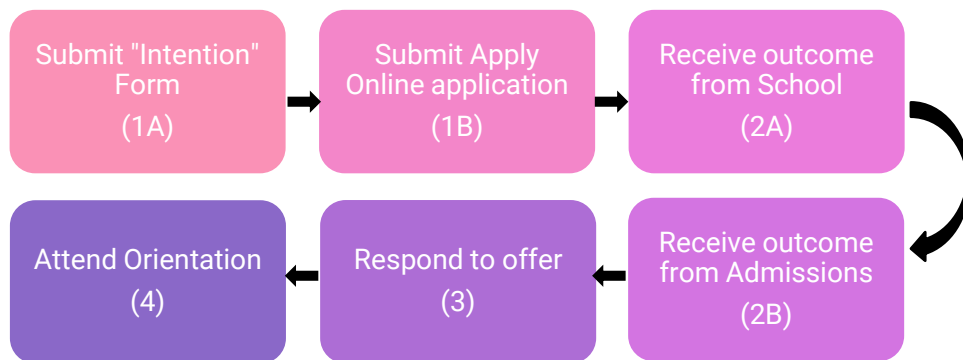 Submit "Intention"
Form
(1A)
Submit Apply
Online application
(1B)
Receive outcome
from School
(2A)
Receive outcome
from Admissions
(2B)
Respond to offer
(3)
Attend Orientation
(4)